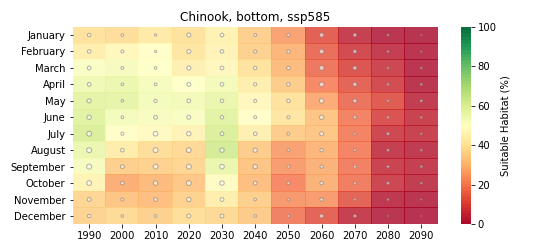 Chinook, bottom, ssp585
January
February
March
April
May
June
July
August
September
October
November
December
1990 2000 2010 2020 2030 2040 2050 2060 2070 2080 2090
100
80
60
40
20
0
Suitable Habitat (%)